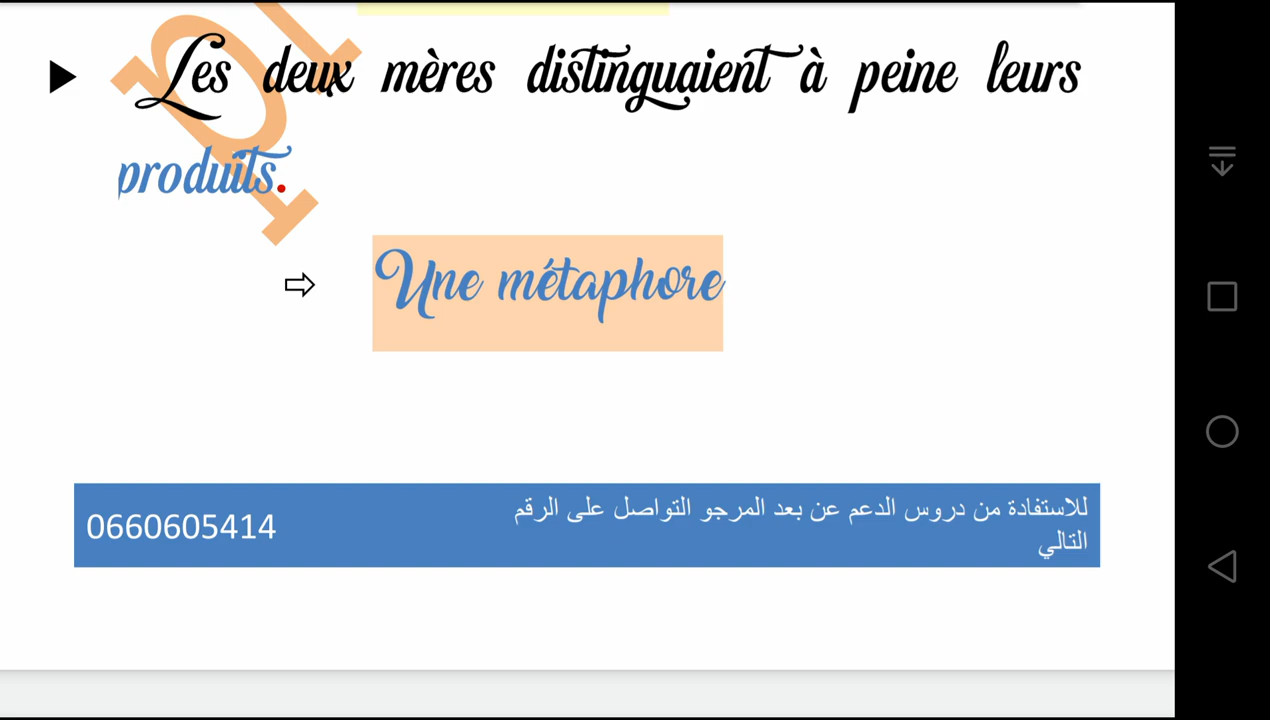 Les deux mères distinguaient à peine leurs
produits.
Une métaphore
للاستفادة من دروس الدعم عن بعد المرجو التواصل على الرقم
التالي
0660605414